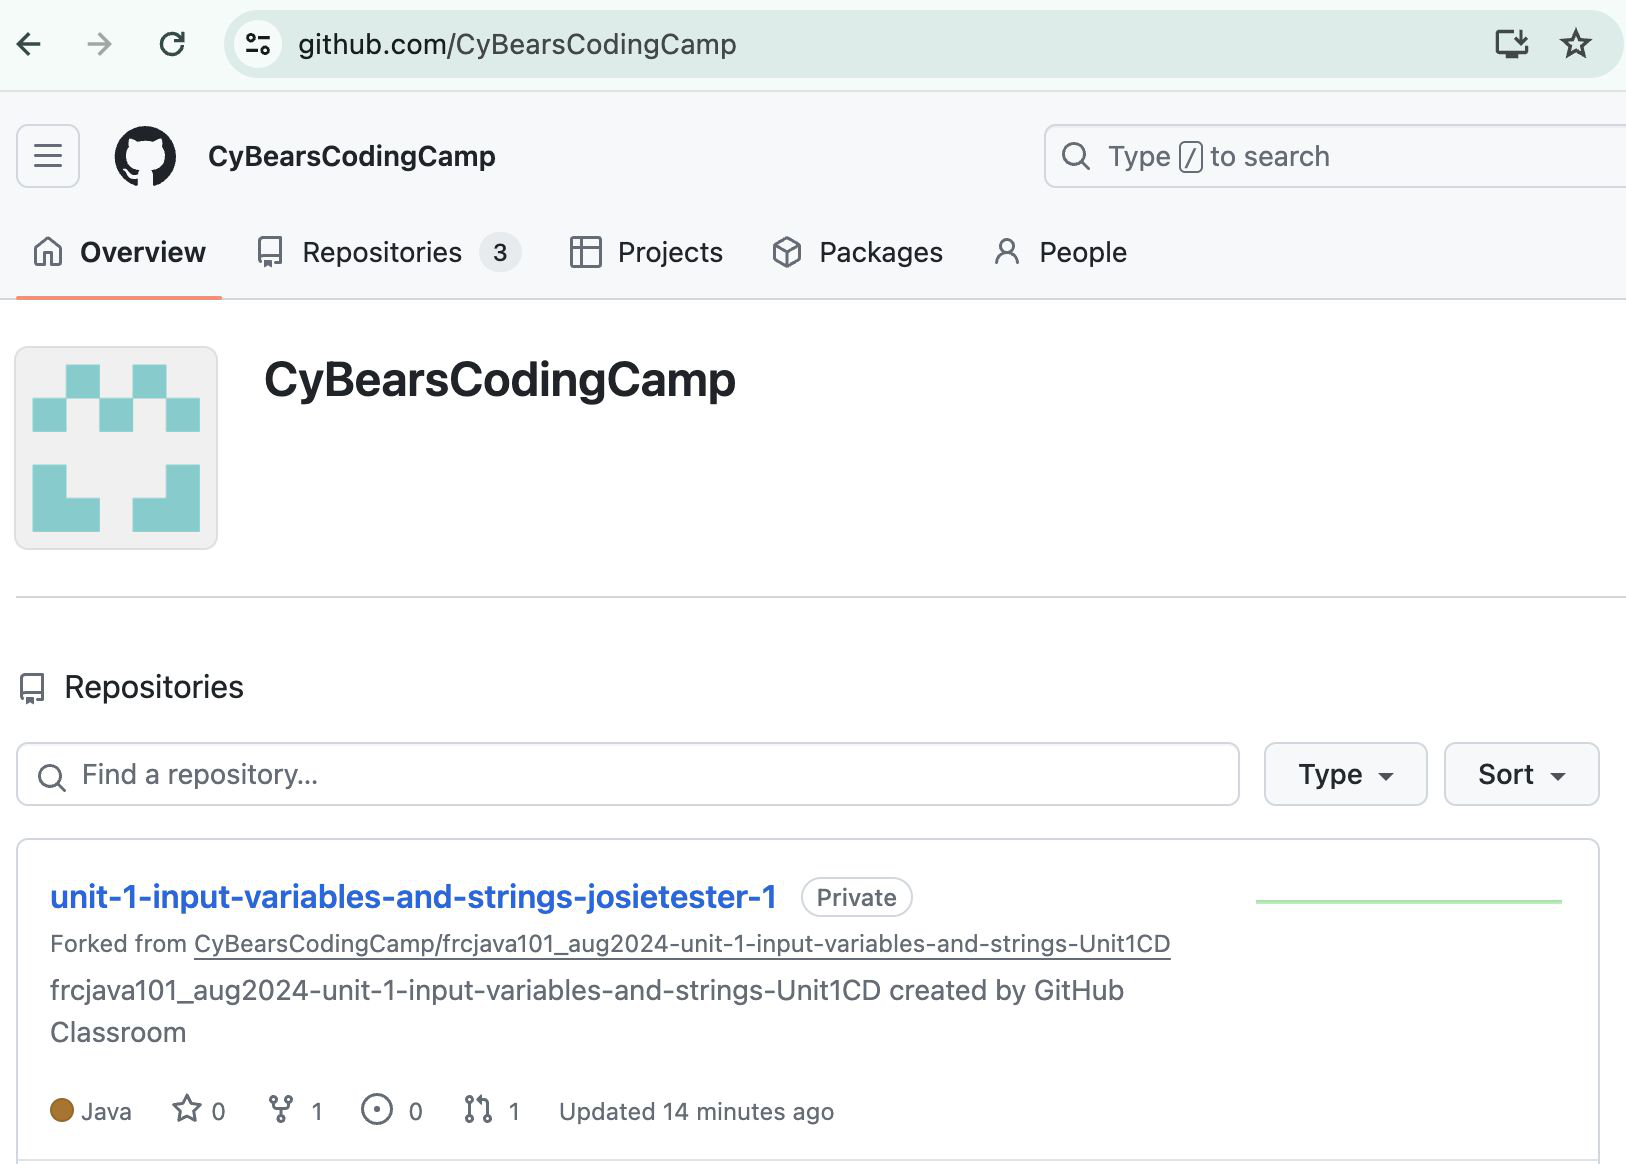 github.com/CyBearsCodingCamp
CyBearsCodingCamp
Type / to search
Overview
Repositories 3
Projects
Packages
People
CyBearsCodingCamp
Repositories
Find a repository...
Type
Sort
unit-1-input-variables-and-strings-josietester-1 Private
Forked from CyBearsCodingCamp/frcjava101_aug2024-unit-1-input-variables-and-strings-Unit1CD
frcjava101_aug2024-unit-1-input-variables-and-strings-Unit1CD created by GitHub
Classroom
Java 0 1 0 1 Updated 14 minutes ago